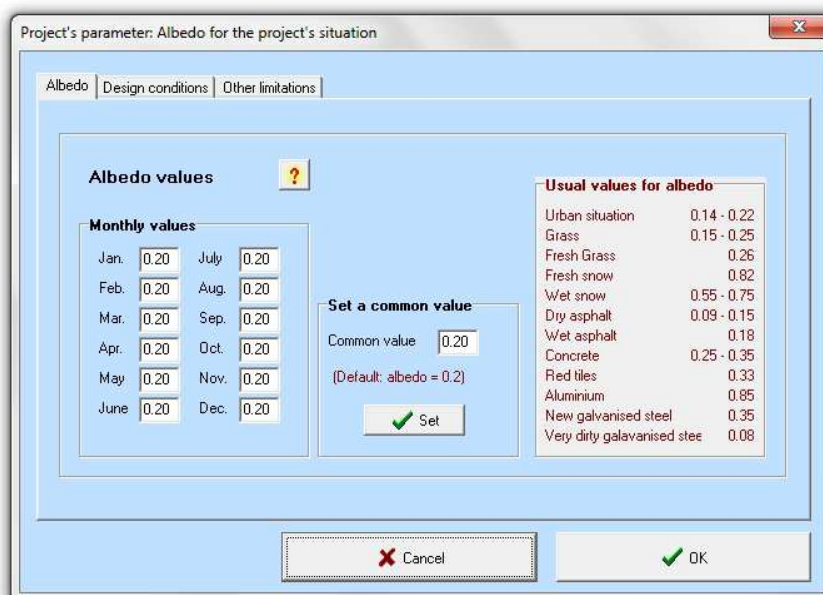 Project's parameter: Albedo for the project's situation
Albedo Design conditions Other limitations
Albedo values ?
Monthly values
Jan. 0.20 July 0.20
Feb. 0.20 Aug. 0.20
Mar. 0.20 Sep. 0.20
Apr. 0.20 Oct. 0.20
May 0.20 Nov. 0.20
June 0.20 Dec. 0.20
Set a common value
Common value 0.20
(Default: albedo = 0.2)
Set
Usual values for albedo
Urban situation 0.14 - 0.22
Grass 0.15 - 0.25
Fresh Grass 0.26
Fresh snow 0.82
Wet snow 0.55 - 0.75
Dry asphalt 0.09 - 0.15
Wet asphalt 0.18
Concrete 0.25 - 0.35
Red tiles 0.33
Aluminium 0.85
New galvanised steel 0.35
Very dirty galavanised stee 0.08
Cancel OK